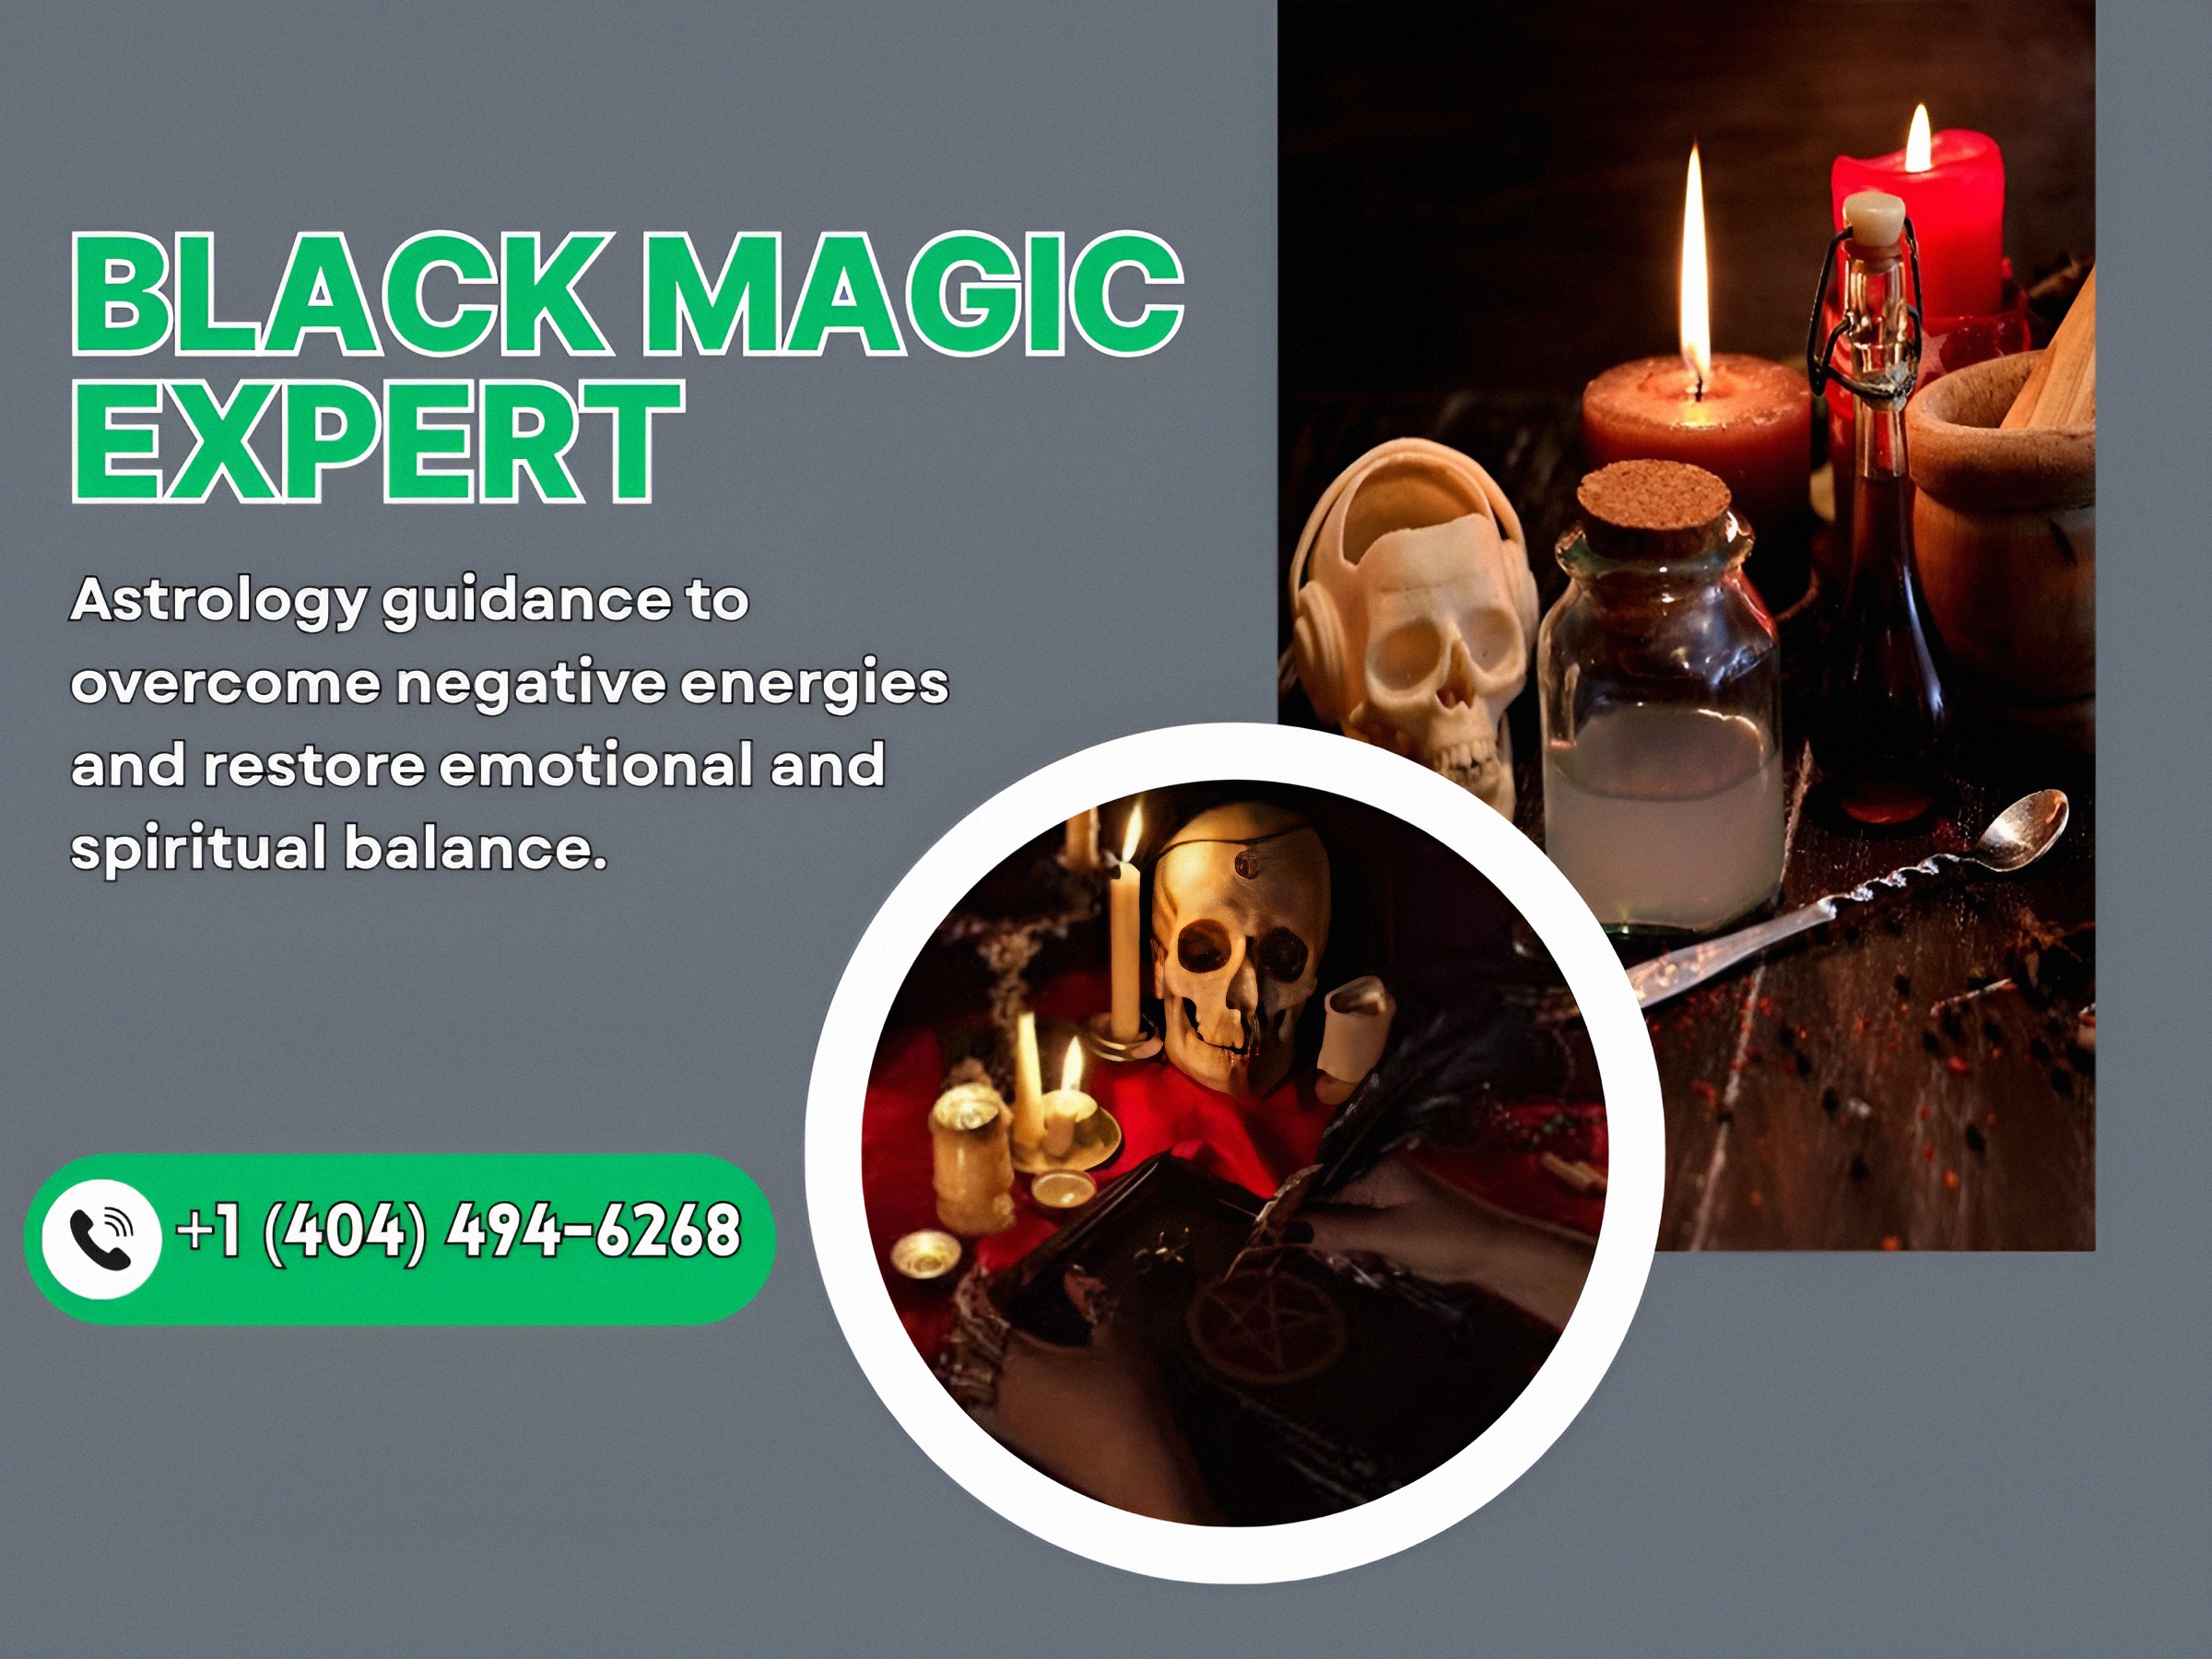 BLACK MAGIC
EXPERT
Astrology guidance to
overcome negative energies
and restore emotional and
spiritual balance.
+1 (404) 494-6268